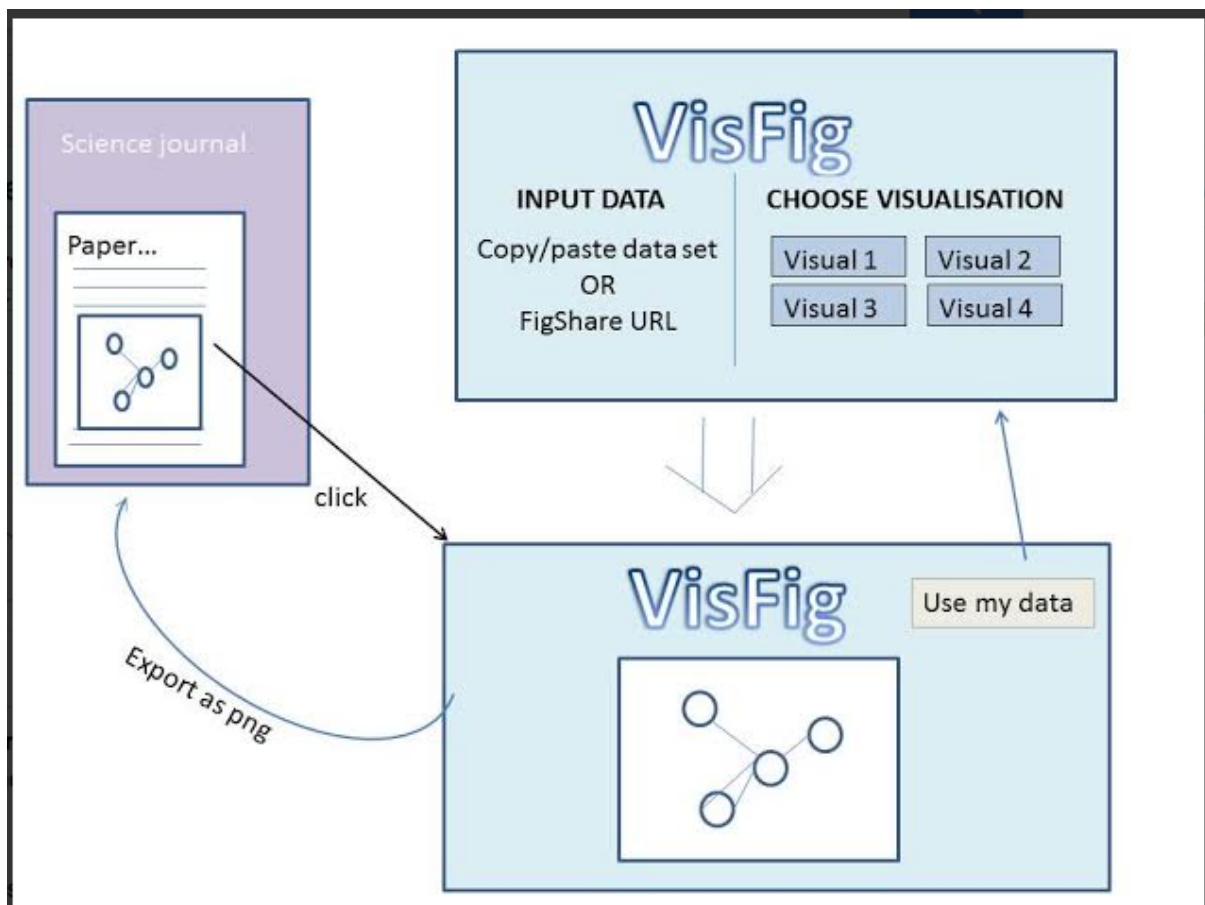 Science journal
Paper...
click
Export as png
VisFig
INPUT DATA
Copy/paste data set
OR
FigShare URL
CHOOSE VISUALISATION
Visual 1
Visual 2
Visual 3
Visual 4
VisFig
Use my data